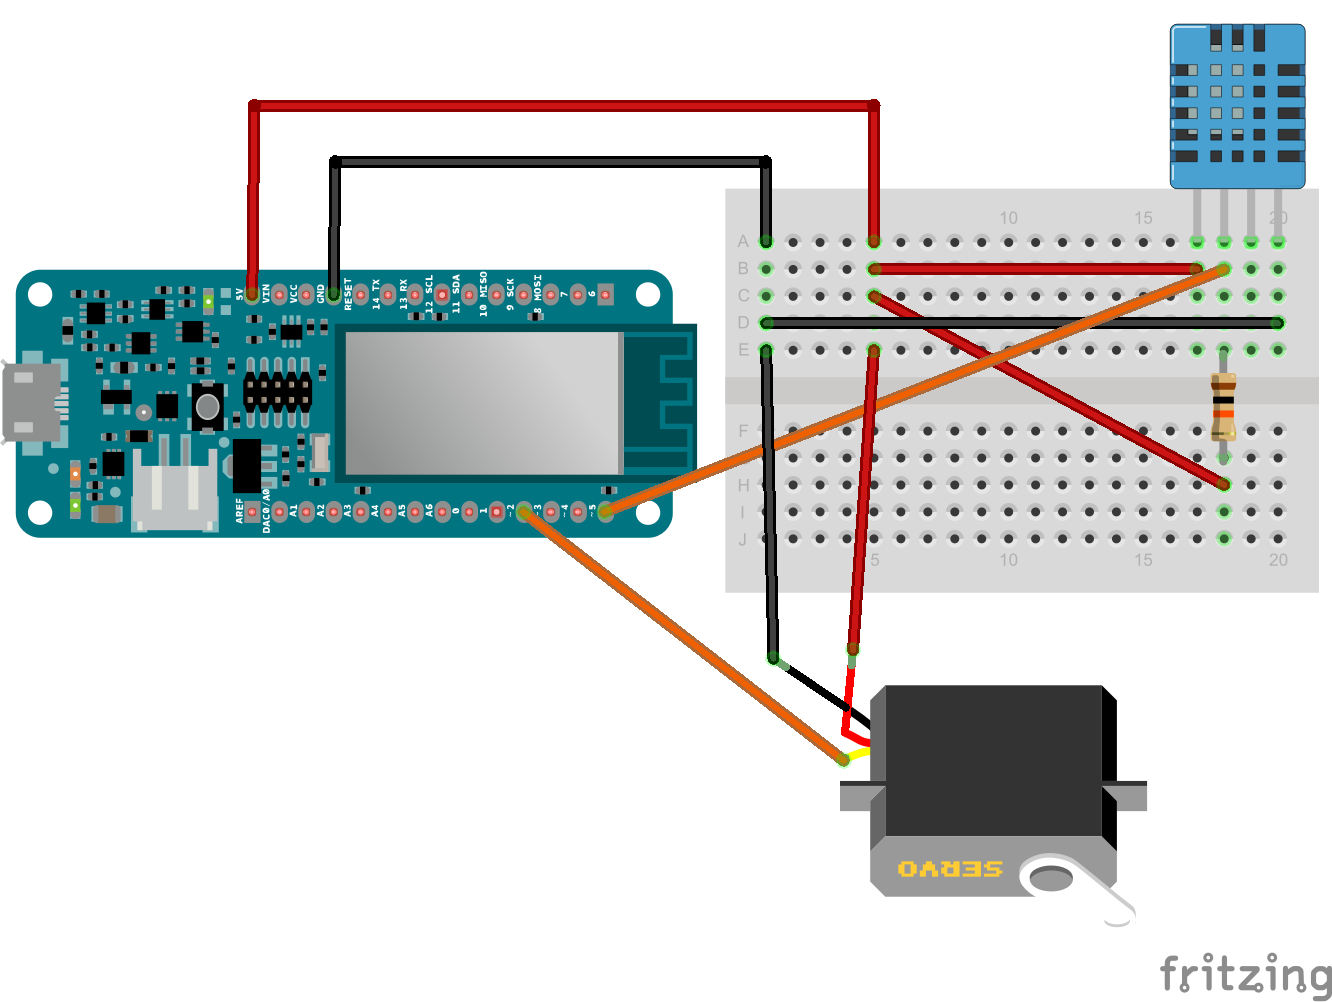 10 15 20
A
B
C
D
E
F
H
I
J
5 10 15 20
5V
VIN
VCC
GND
RESET
14 TX
13 RX
12 SCL
11 SDA
10 MISO
9 SCK
8 MOSI
7
6
AREF
DAC0/A0
A1
A2
A3
A4
A5
A6
0
1
~2
~3
~4
~5
SERVO
fritzing